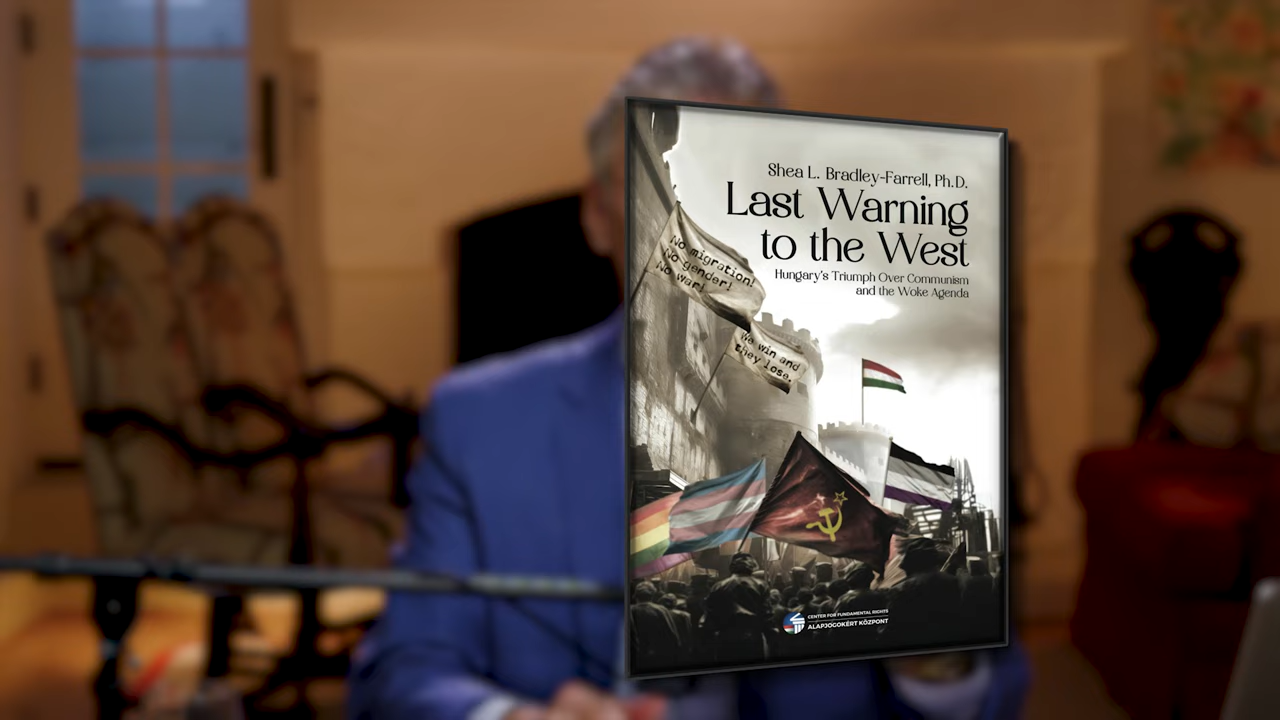 Shea L. Bradley-Farrell, Ph.D.
Last Warning
to the West
Hungary's Triumph Over Communism
and the Woke Agenda
No migration!
No gender!
No war!
We win and
they lose.
CENTER FOR FUNDAMENTAL RIGHTS
ALAPJOGOKÉRT KÖZPONT